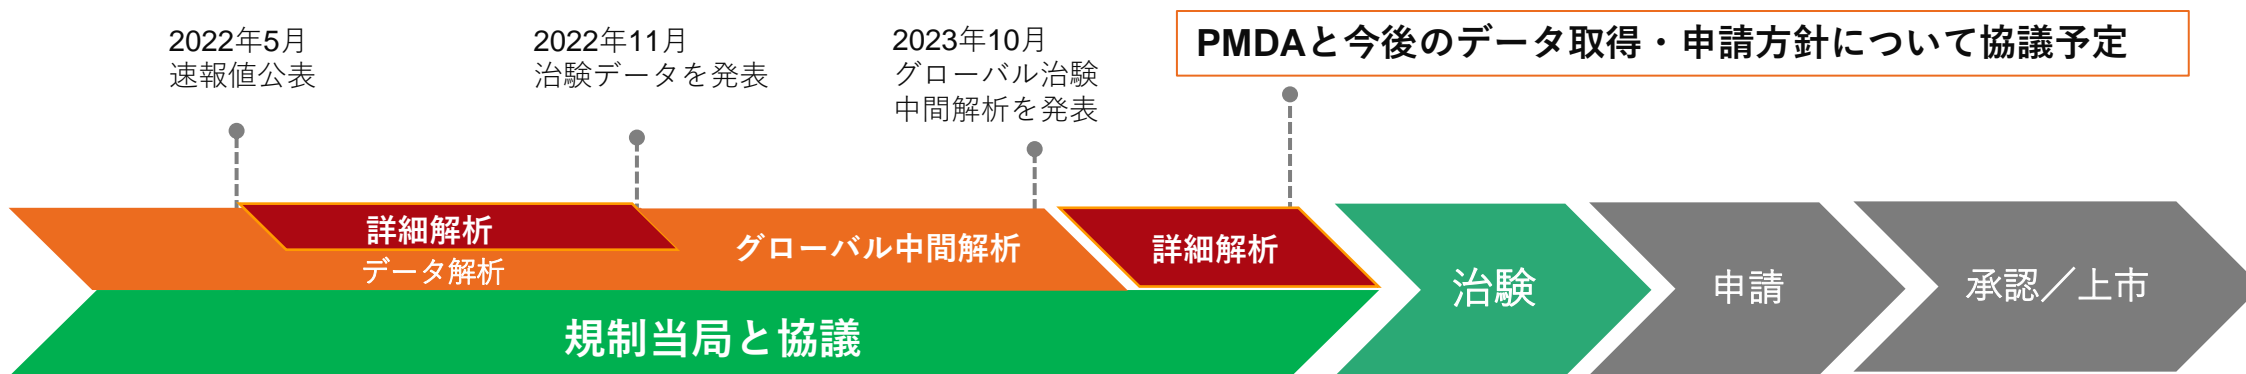 2022年5月
速報値公表
2022年11月
治験データを発表
2023年10月
グローバル治験
中間解析を発表
PMDAと今後のデータ取得・申請方針について協議予定
詳細解析
データ解析
グローバル中間解析
詳細解析
規制当局と協議
治験
申請
承認／上市